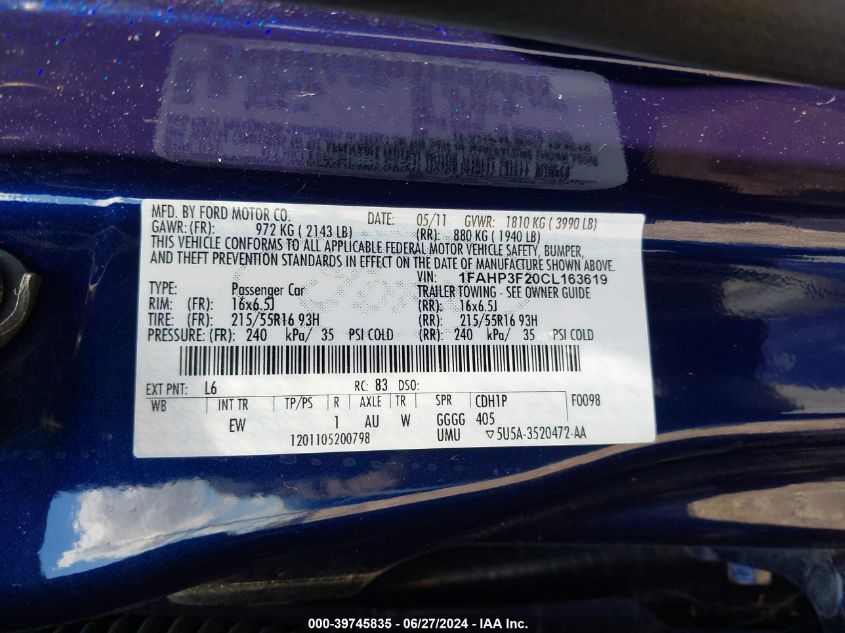 MFD. BY FORD MOTOR CO. DATE: 05/11 GVWR: 1810 KG ( 3990 LB)
GAWR: (FR): 972 KG ( 2143 LB) (RR): 880 KG ( 1940 LB)
THIS VEHICLE CONFORMS TO ALL APPLICABLE FEDERAL MOTOR VEHICLE SAFETY, BUMPER,
AND THEFT PREVENTION STANDARDS IN EFFECT ON THE DATE OF MANUFACTURE SHOWN ABOVE.
VIN: 1FAHP3F20CL163619
TYPE: Passenger Car TRAILER TOWING - SEE OWNER GUIDE
RIM: (FR): 16x6.5J (RR): 16x6.5J
TIRE: (FR): 215/55R16 93H (RR): 215/55R16 93H
PRESSURE: (FR): 240 kPa/ 35 PSI COLD (RR): 240 kPa/ 35 PSI COLD
EXT PNT: L6 RC: 83 DSO:
WB INT TR TP/PS R AXLE TR SPR CDH1P F0098
EW 1 AU W GGGG 405
1201105200798 UMU ▽5U5A-3520472-AA
000-39745835 - 06/27/2024 - IAA Inc.